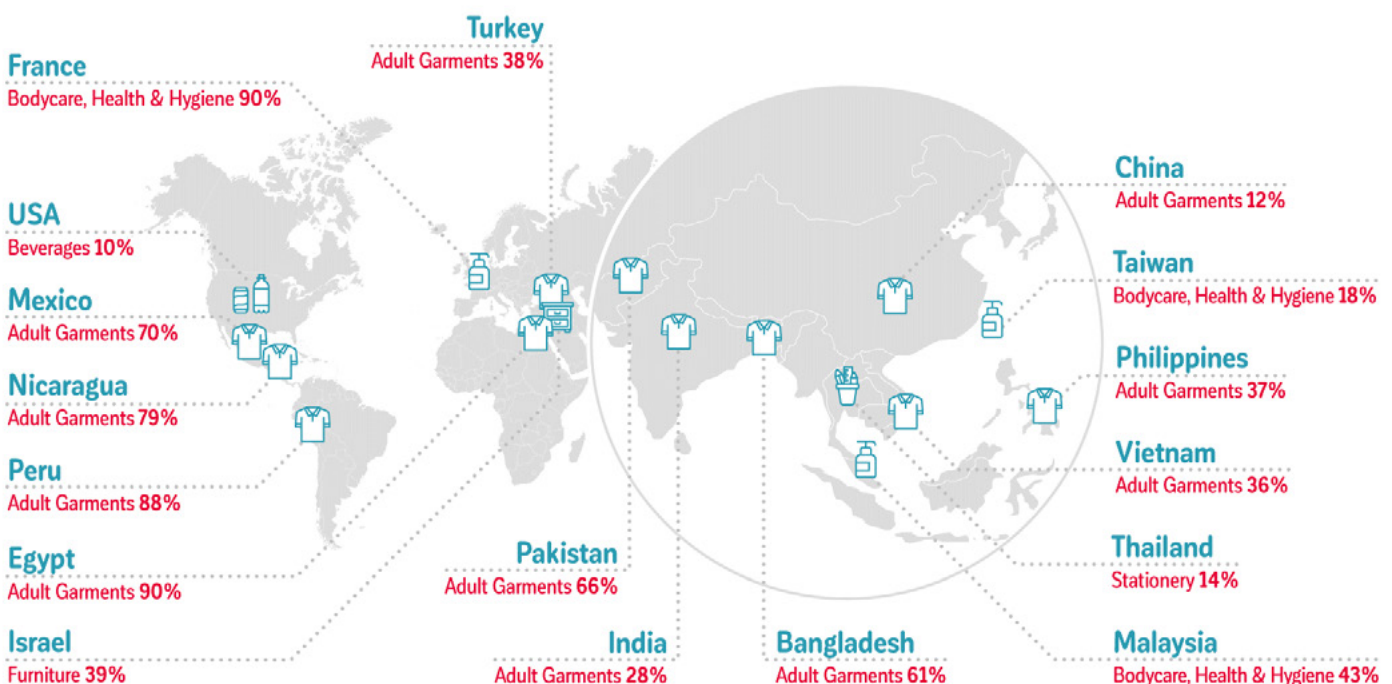 Turkey
Adult Garments 38%
France
Bodycare, Health & Hygiene 90%
USA
Beverages 10%
Mexico
Adult Garments 70%
Nicaragua
Adult Garments 79%
Peru
Adult Garments 88%
Egypt
Adult Garments 90%
Israel
Furniture 39%
Pakistan
Adult Garments 66%
India
Adult Garments 28%
Bangladesh
Adult Garments 61%
China
Adult Garments 12%
Taiwan
Bodycare, Health & Hygiene 18%
Philippines
Adult Garments 37%
Vietnam
Adult Garments 36%
Thailand
Stationery 14%
Malaysia
Bodycare, Health & Hygiene 43%